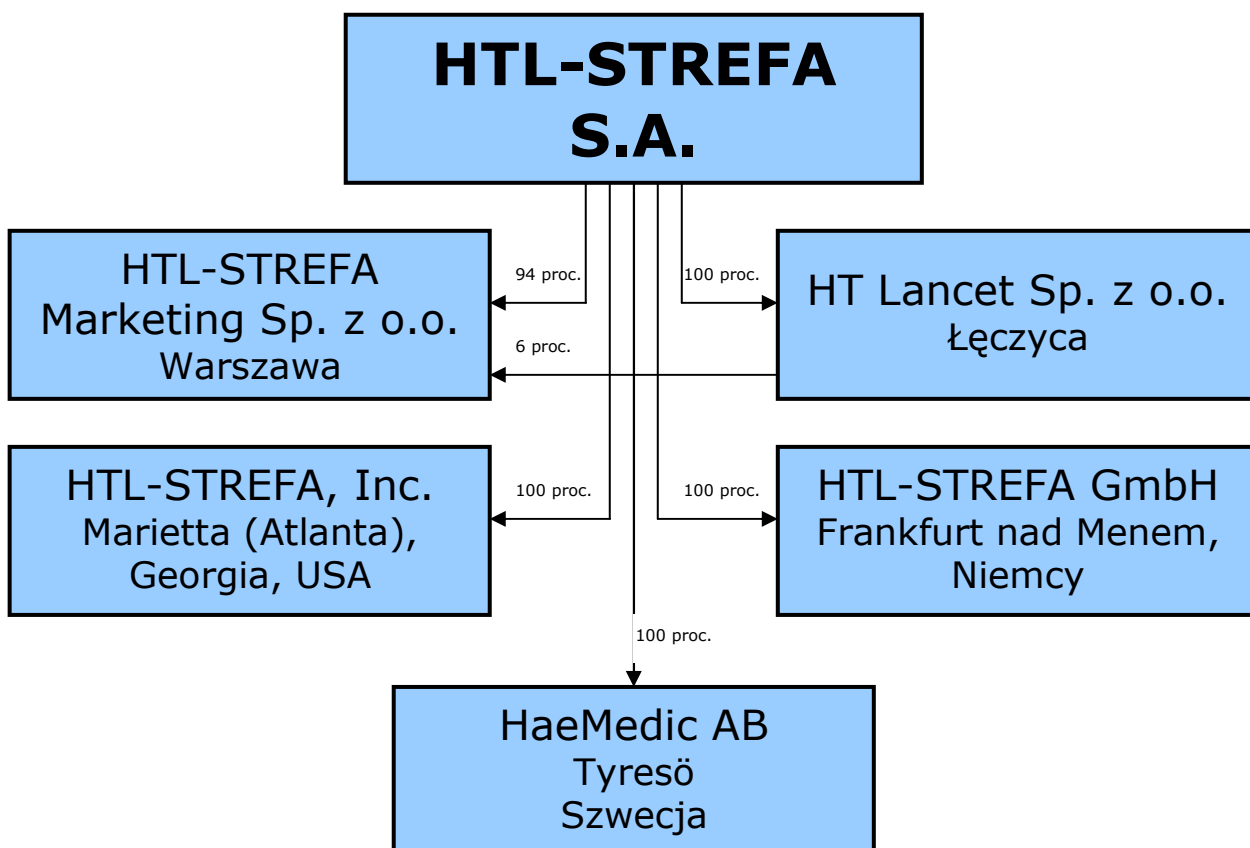 HTL-STREFA
S.A.
HTL-STREFA
Marketing Sp. z o.o.
Warszawa
94 proc.
100 proc.
HT Lancet Sp. z o.o.
Łęczyca
6 proc.
HTL-STREFA, Inc.
Marietta (Atlanta),
Georgia, USA
100 proc.
100 proc.
HTL-STREFA GmbH
Frankfurt nad Menem,
Niemcy
100 proc.
HaeMedic AB
Tyresö
Szwecja